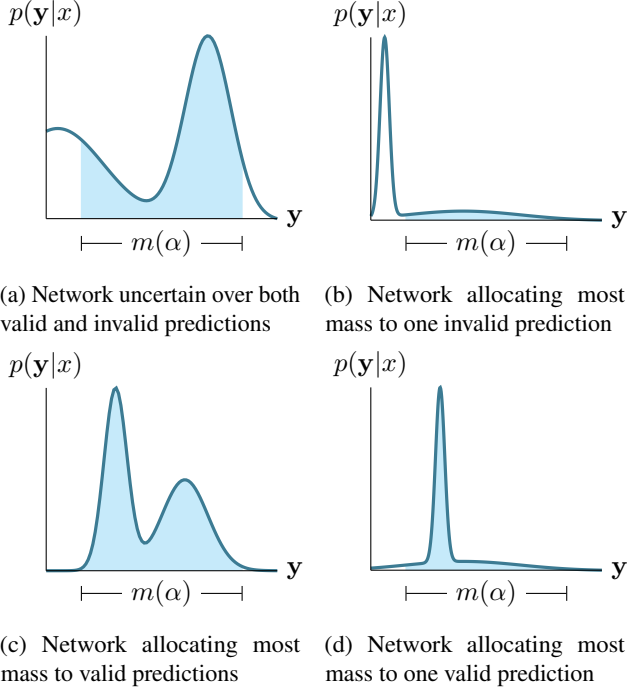 p(y|x)
y
m(α)
(a) Network uncertain over both
valid and invalid predictions
p(y|x)
y
m(α)
(b) Network allocating most
mass to one invalid prediction
p(y|x)
y
m(α)
(c) Network allocating most
mass to valid predictions
p(y|x)
y
m(α)
(d) Network allocating most
mass to one valid prediction